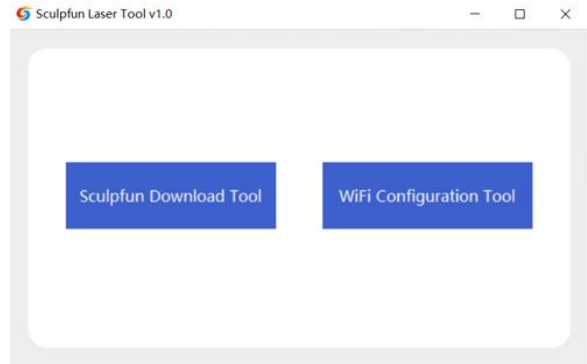 Sculpfun Laser Tool v1.0
Sculpfun Download Tool
WiFi Configuration Tool